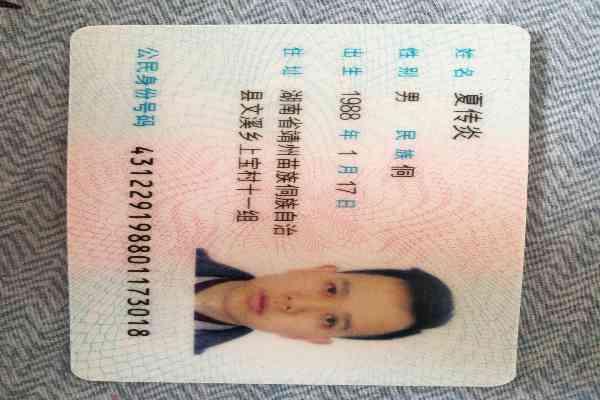 姓名 夏传炎
性别 男 民族 侗
出生 1988 年 1 月 17 日
住址 湖南省靖州苗族侗族自治
县文溪乡上宝村十一组
公民身份号码 431229198801173018